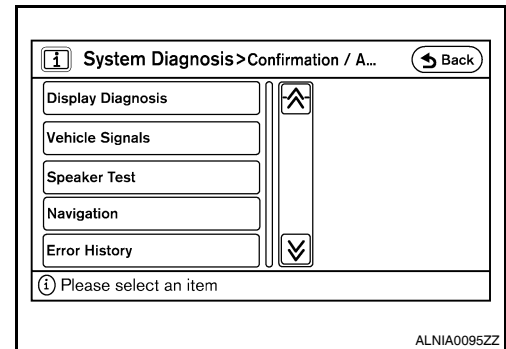 i System Diagnosis>Confirmation / A... Back
Display Diagnosis
Vehicle Signals
Speaker Test
Navigation
Error History
i Please select an item
ALNIA0095ZZ